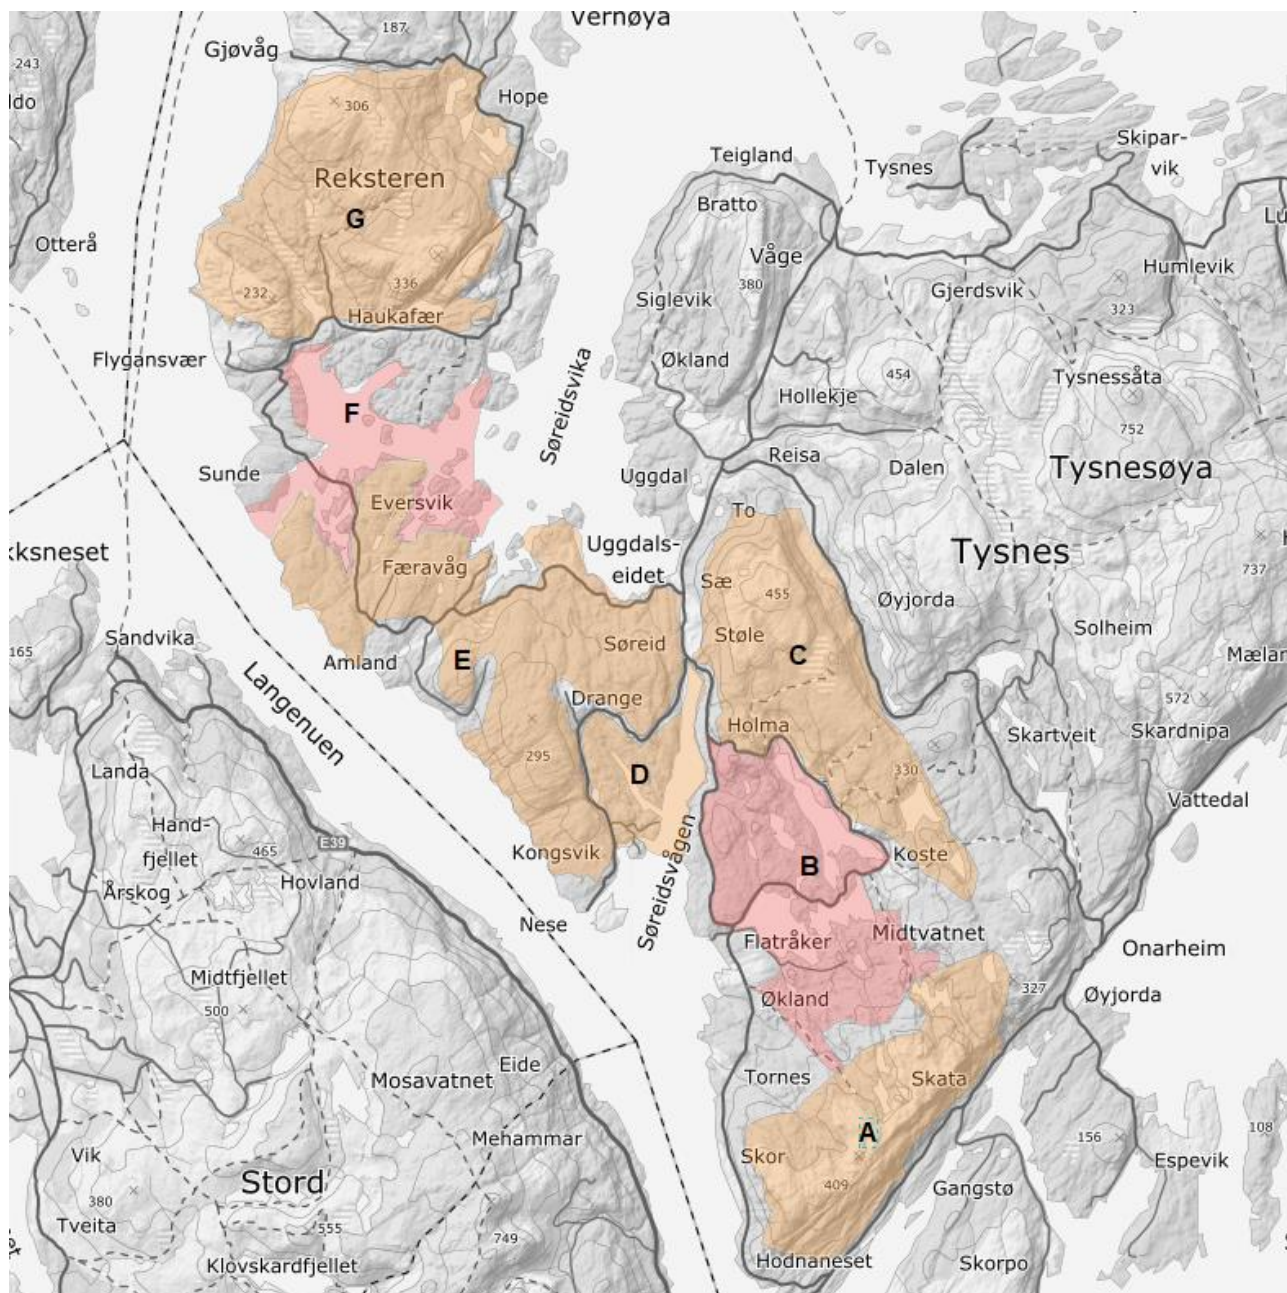 Vernøya
187
Gjøvåg
243
Hope
306
Skipar-
vik
Teigland
Tysnes
Reksteren
Bratto
G
Otterå
Våge
Humlevik
232
336
380
Siglevik
Gjerdsvik
323
Haukafær
Flygansvær
Økland
454
Tysnessåta
Hollekje
F
Søreidsvika
752
Sunde
Reisa
Dalen
Tysnesøya
Uggdal
Eversvik
To
ksneset
Uggdals-
eidet
Tysnes
Færavåg
737
Sæ
455
Øyjorda
Sandvika
Støle
Solheim
165
Søreid
C
Amland
E
Langenuen
Drange
572
Holma
Skartveit
Skardnipa
295
Landa
D
330
Vattedal
Hand-
fjellet
465
E39
Kongsvik
Koste
Hovland
B
Årskog
Søreidsvågen
Nese
Flatråker
Midtvatnet
Onarheim
Midtfjellet
327
Økland
Øyjorda
500
Eide
Mosavatnet
Tornes
Skata
108
Mehammar
A
156
Vik
Skor
Espevik
Stord
409
Gangstø
380
Tveita
555
749
Klovskardfjellet
Hodnaneset
Skorpo